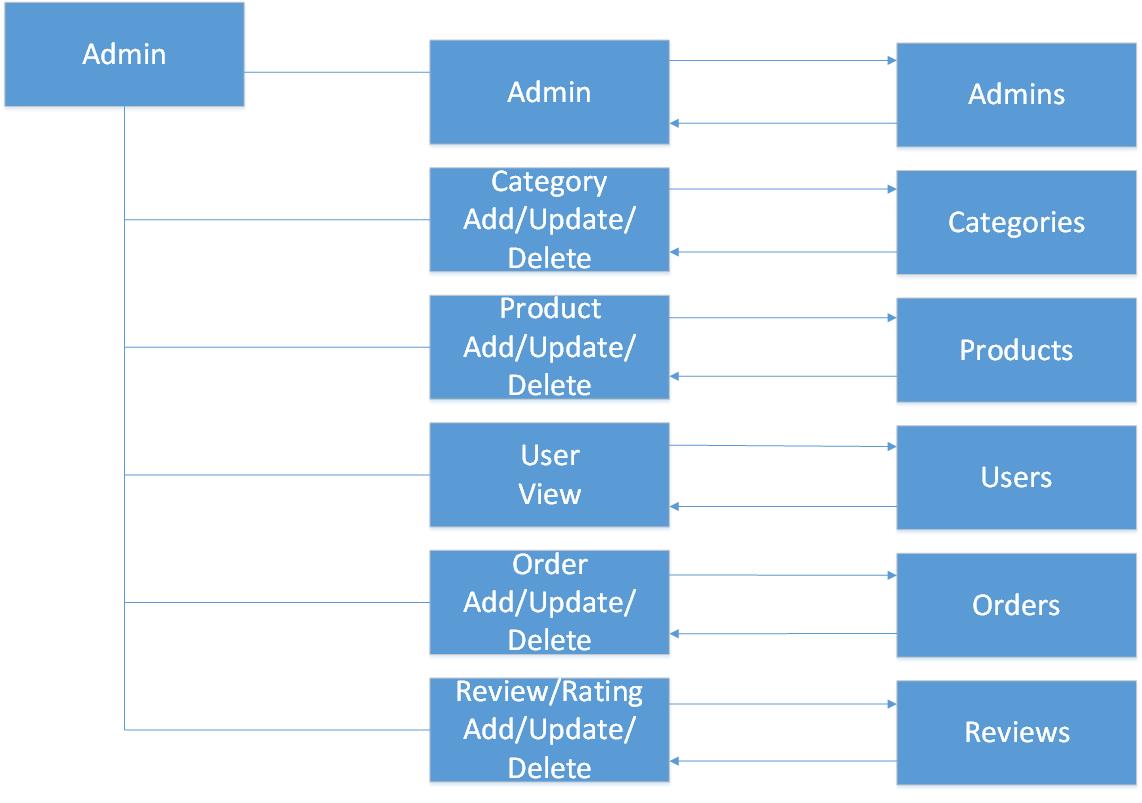 Admin
Admin
Admins
Category
Add/Update/
Delete
Categories
Product
Add/Update/
Delete
Products
User
View
Users
Order
Add/Update/
Delete
Orders
Review/Rating
Add/Update/
Delete
Reviews